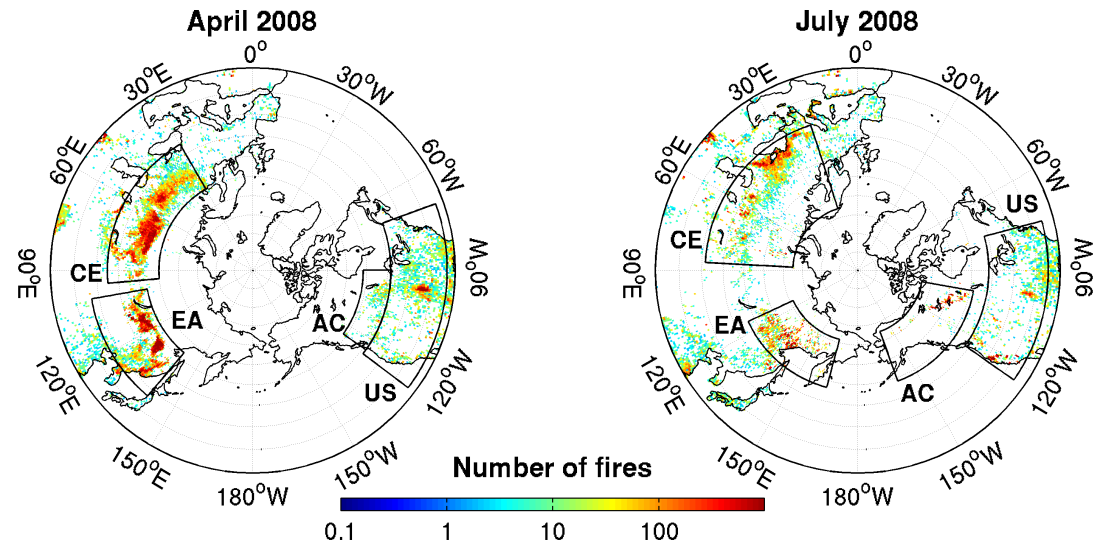 April 2008
July 2008
0°
30°W
60°W
90°W
120°W
150°W
180°W
150°E
120°E
90°E
60°E
30°E
CE
EA
AC
US
0°
30°W
60°W
90°W
120°W
150°W
180°W
150°E
120°E
90°E
60°E
30°E
US
CE
EA
AC
Number of fires
0.1 1 10 100